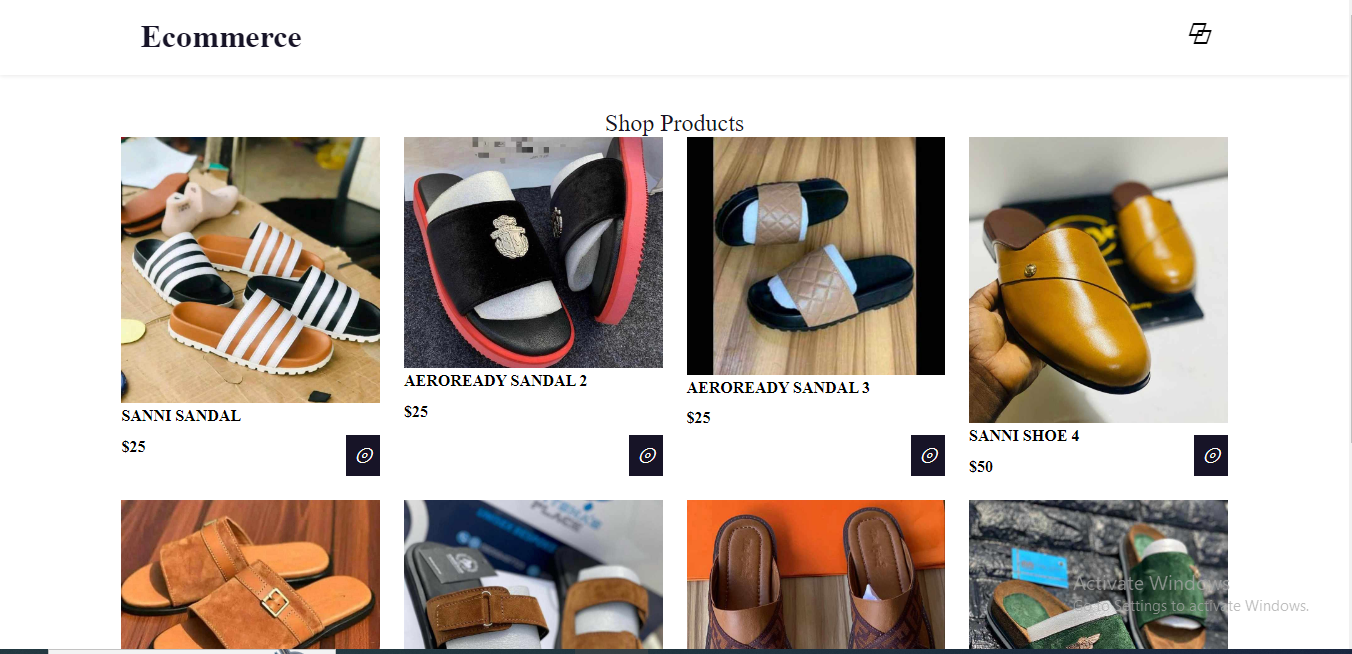 Ecommerce
Shop Products
SANNI SANDAL
$25
AEROREADY SANDAL 2
$25
AEROREADY SANDAL 3
$25
SANNI SHOE 4
$50
PLACE
Activate Windows
Go to Settings to activate Windows.